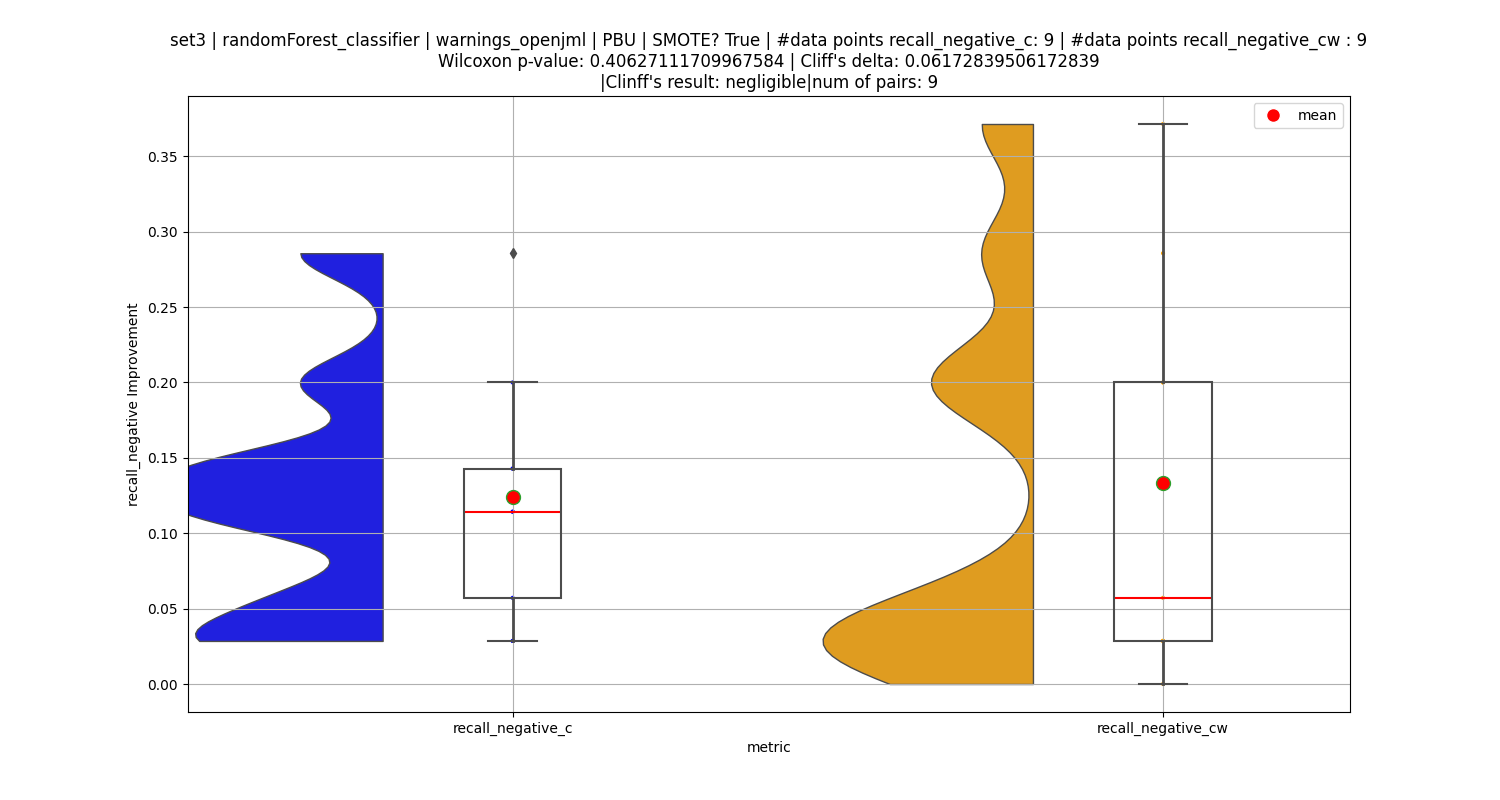 set3 | randomForest_classifier | warnings_openjml | PBU | SMOTE? True | #data points recall_negative_c: 9 | #data points recall_negative_cw : 9
Wilcoxon p-value: 0.40627111709967584 | Cliff's delta: 0.06172839506172839
|Clinff's result: negligible|num of pairs: 9
mean
0.35
0.30
0.25
0.20
0.15
0.10
0.05
0.00
recall_negative Improvement
recall_negative_c
recall_negative_cw
metric